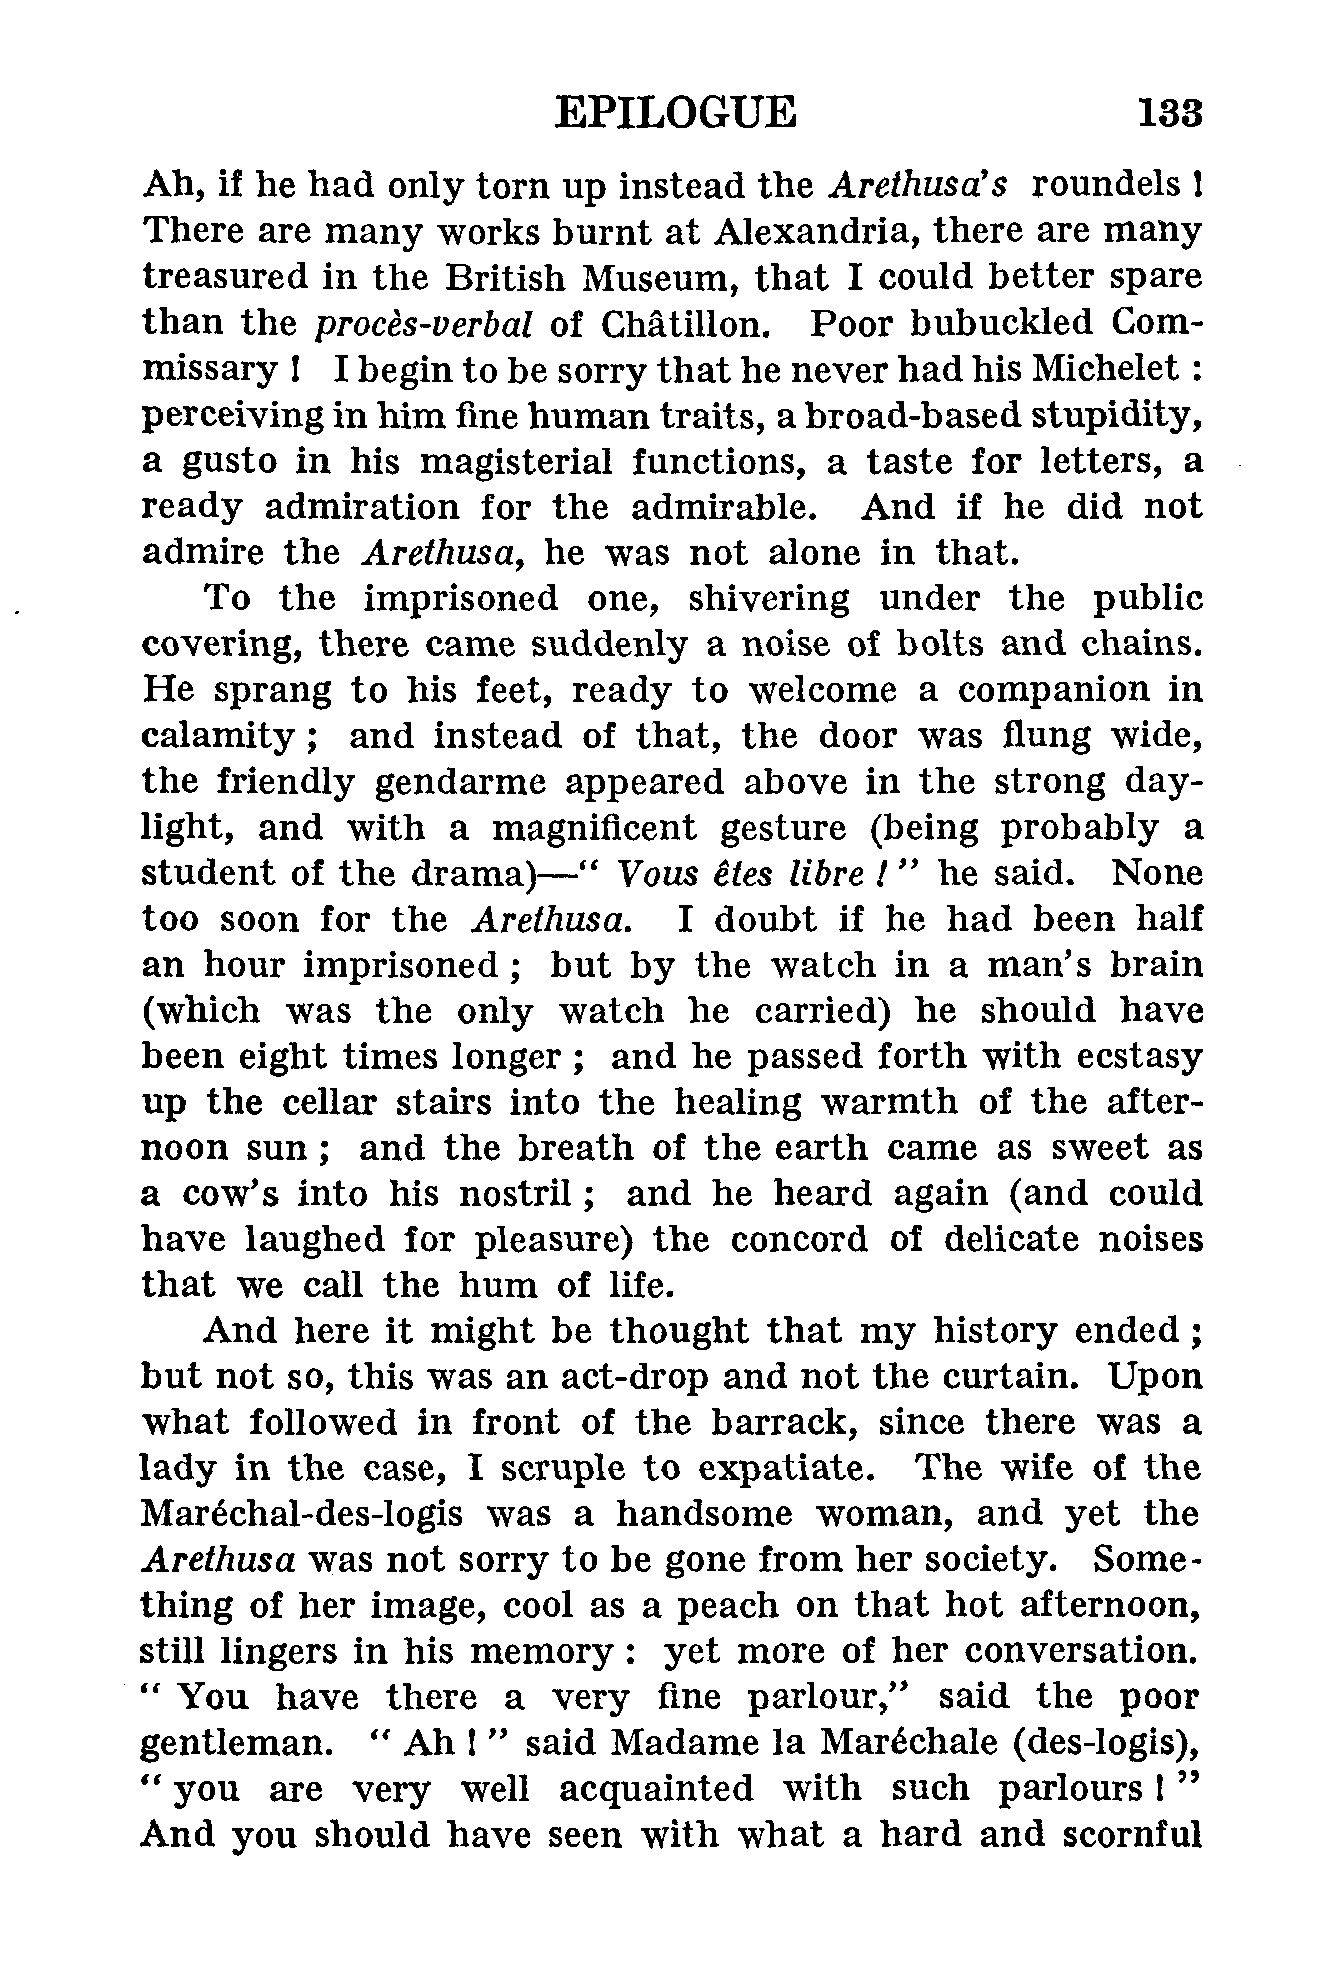 EPILOGUE 133
Ah, if he had only torn up instead the Arethusa's roundels !
There are many works burnt at Alexandria, there are many
treasured in the British Museum, that I could better spare
than the procès-verbal of Châtillon. Poor bubuckled Com-
missary ! I begin to be sorry that he never had his Michelet :
perceiving in him fine human traits, a broad-based stupidity,
a gusto in his magisterial functions, a taste for letters, a
ready admiration for the admirable. And if he did not
admire the Arethusa, he was not alone in that.
To the imprisoned one, shivering under the public
covering, there came suddenly a noise of bolts and chains.
He sprang to his feet, ready to welcome a companion in
calamity ; and instead of that, the door was flung wide,
the friendly gendarme appeared above in the strong day-
light, and with a magnificent gesture (being probably a
student of the drama)—“ Vous êtes libre ! ” he said. None
too soon for the Arethusa. I doubt if he had been half
an hour imprisoned ; but by the watch in a man's brain
(which was the only watch he carried) he should have
been eight times longer ; and he passed forth with ecstasy
up the cellar stairs into the healing warmth of the after-
noon sun ; and the breath of the earth came as sweet as
a cow's into his nostril ; and he heard again (and could
have laughed for pleasure) the concord of delicate noises
that we call the hum of life.
And here it might be thought that my history ended ;
but not so, this was an act-drop and not the curtain. Upon
what followed in front of the barrack, since there was a
lady in the case, I scruple to expatiate. The wife of the
Maréchal-des-logis was a handsome woman, and yet the
Arethusa was not sorry to be gone from her society. Some-
thing of her image, cool as a peach on that hot afternoon,
still lingers in his memory : yet more of her conversation.
“ You have there a very fine parlour,” said the poor
gentleman. “ Ah ! ” said Madame la Maréchale (des-logis),
“ you are very well acquainted with such parlours ! ”
And you should have seen with what a hard and scornful